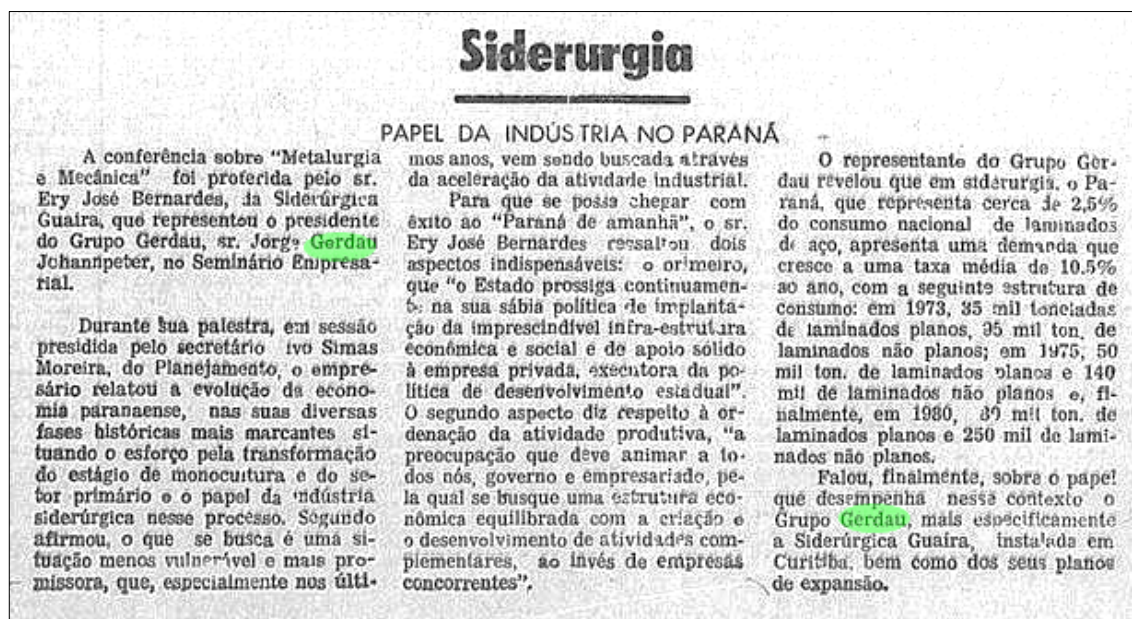 Siderurgia
PAPEL DA INDÚSTRIA NO PARANÁ
A conferência sobre "Metalurgia
e Mecânica" foi proferida pelo sr.
Ery José Bernardes, da Siderúrgica
Guaíra, que representou o presidente
do Grupo Gerdau, sr. Jorge Gerdau
Johannpeter, no Seminário Empresa-
rial.
Durante sua palestra, em sessão
presidida pelo secretário Ivo Simas
Moreira, do Planejamento, o empre-
sário relatou a evolução da econo-
mia paranaense, nas suas diversas
fases históricas mais marcantes si-
tuando o esforço pela transformação
do estágio de monocultura e do se-
tor primário e o papel da indústria
siderúrgica nesse processo. Segundo
afirmou, o que se busca é uma si-
tuação menos vulnerável e mais pro-
missora, que, especialmente nos últi-
mos anos, vem sendo buscada através
da aceleração da atividade industrial.
Para que se possa chegar com
êxito ao "Paraná de amanhã", o sr.
Ery José Bernardes ressaltou dois
aspectos indispensáveis: o primeiro,
que "o Estado prossiga continuamen-
te na sua sábia política de implanta-
ção da imprescindível infra-estrutura
econômica e social e de apoio sólido
à empresa privada, executora da po-
lítica de desenvolvimento estadual".
O segundo aspecto diz respeito à or-
denação da atividade produtiva, "a
preocupação que deve animar a to-
dos nós, governo e empresariado, pe-
la qual se busque uma estrutura eco-
nômica equilibrada com a criação e
o desenvolvimento de atividades com-
plementares, ao invés de empresas
concorrentes".
O representante do Grupo Ger-
dau revelou que em siderurgia, o Pa-
raná, que representa cerca de 2,5%
do consumo nacional de laminados
de aço, apresenta uma demanda que
cresce a uma taxa média de 10.5%
ao ano, com a seguinte estrutura de
consumo: em 1973, 35 mil toneladas
de laminados planos, 95 mil ton. de
laminados não planos; em 1975, 50
mil ton. de laminados planos e 140
mil de laminados não planos e, fi-
nalmente, em 1980, mil ton. de
laminados planos e 250 mil de lami-
nados não planos.
Falou, finalmente, sobre o papel
que desempenha nesse contexto o
Grupo Gerdau, mais especificamente
a Siderúrgica Guaíra, instalada em
Curitiba, bem como dos seus planos
de expansão.